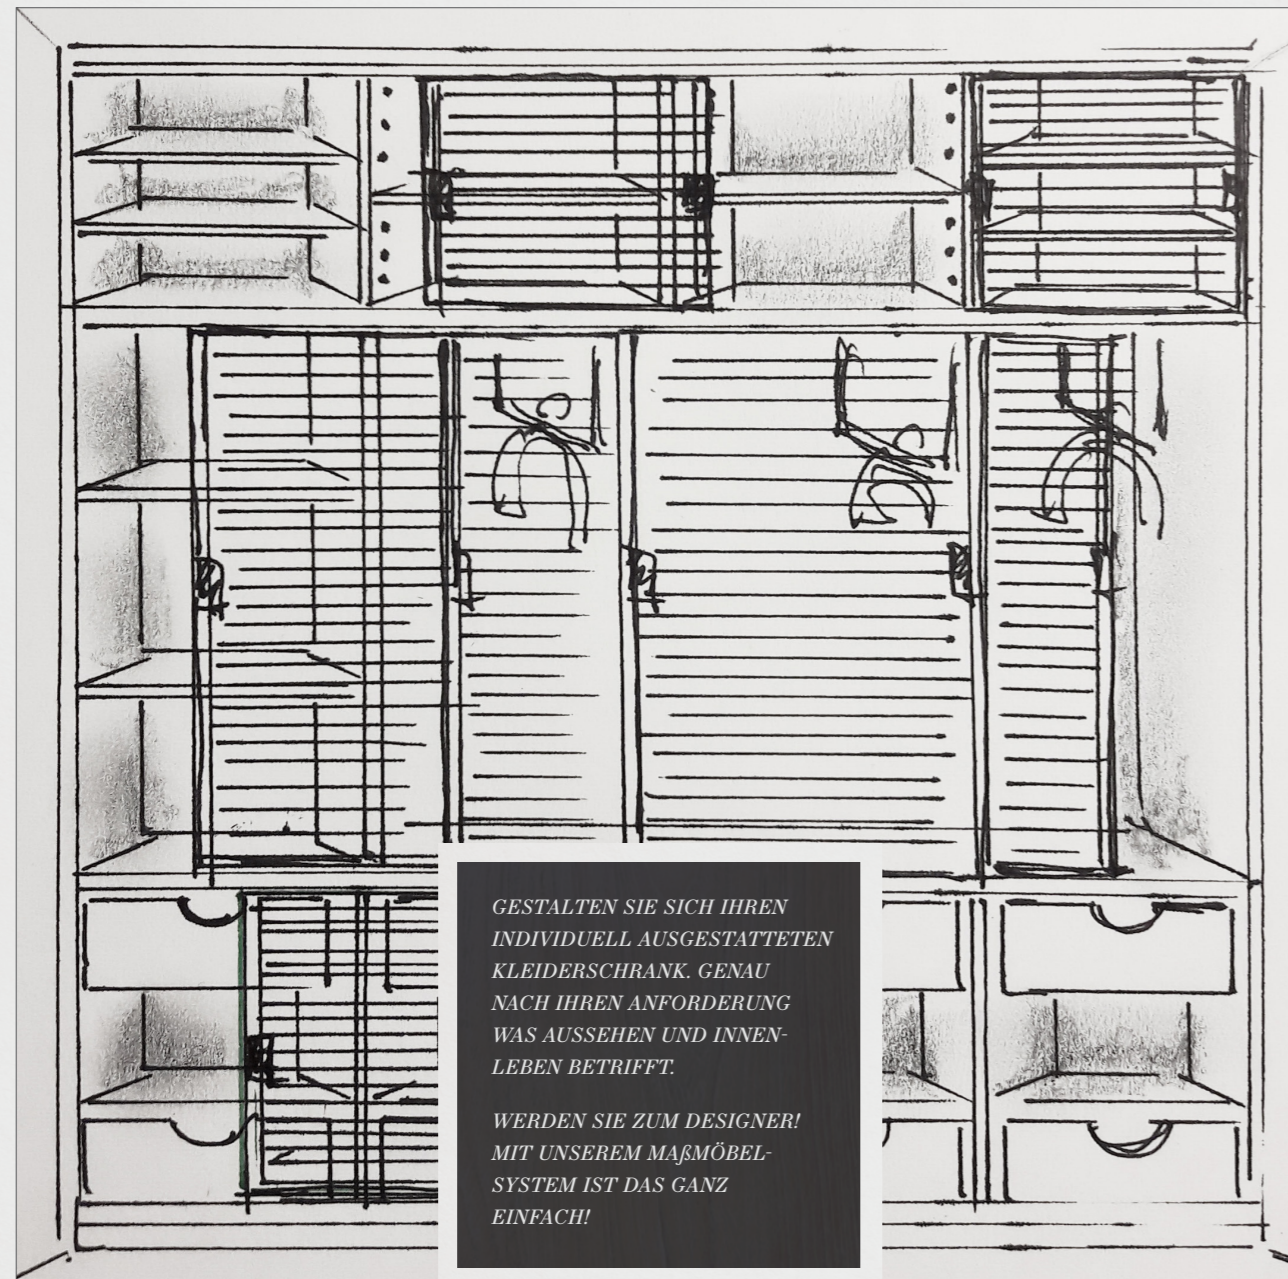 GESTALTEN SIE SICH IHREN
INDIVIDUELL AUSGESTATTETEN
KLEIDERSCHRANK. GENAU
NACH IHREN ANFORDERUNG
WAS AUSSEHEN UND INNEN-
LEBEN BETRIFFT.
WERDEN SIE ZUM DESIGNER!
MIT UNSEREM MAßMÖBEL-
SYSTEM IST DAS GANZ
EINFACH!